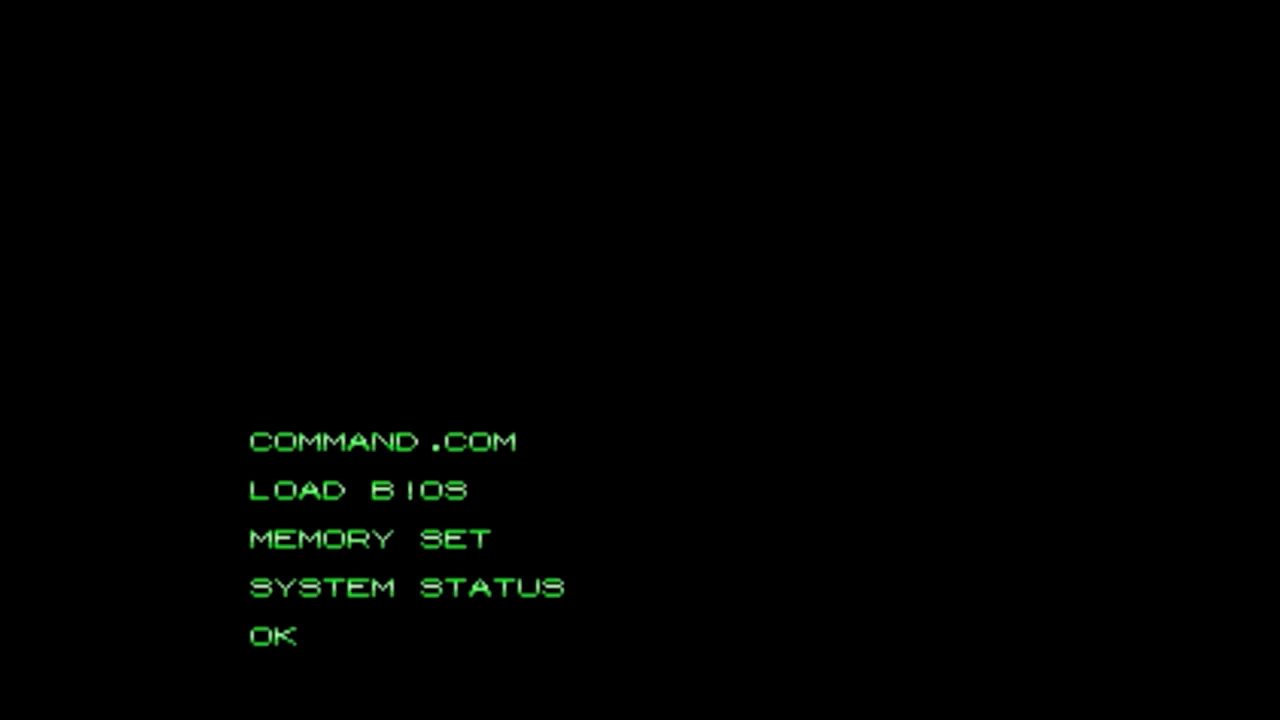 COMMAND.COM
LOAD BIOS
MEMORY SET
SYSTEM STATUS
OK